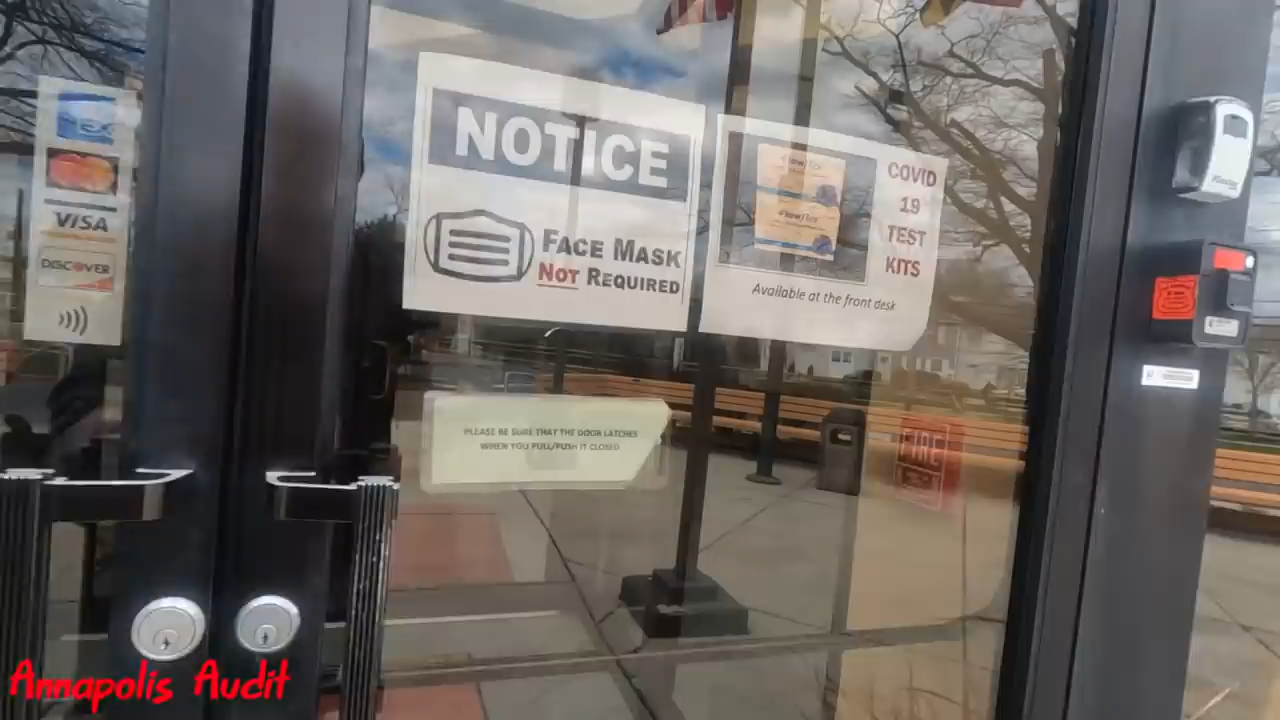 VISA
DISCOVER
NOTICE
FACE MASK
NOT REQUIRED
COVID
19
TEST
KITS
Available at the front desk
PLEASE BE SURE THAT THE DOOR LATCHES
WHEN YOU PULL/PUSH IT CLOSED
FIRE
Annapolis Audit